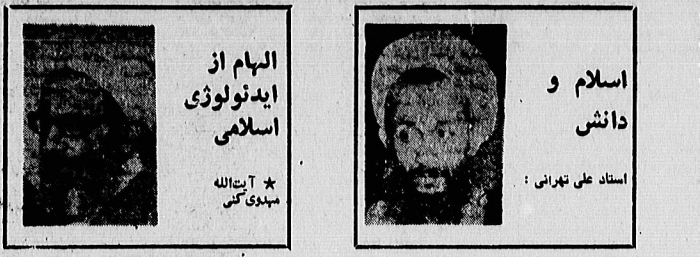 اسلام و
دانش
استاد علی تهرانی :
الهام از
ایدئولوژی
اسلامی
★ آیت‌الله
مهدوی کنی